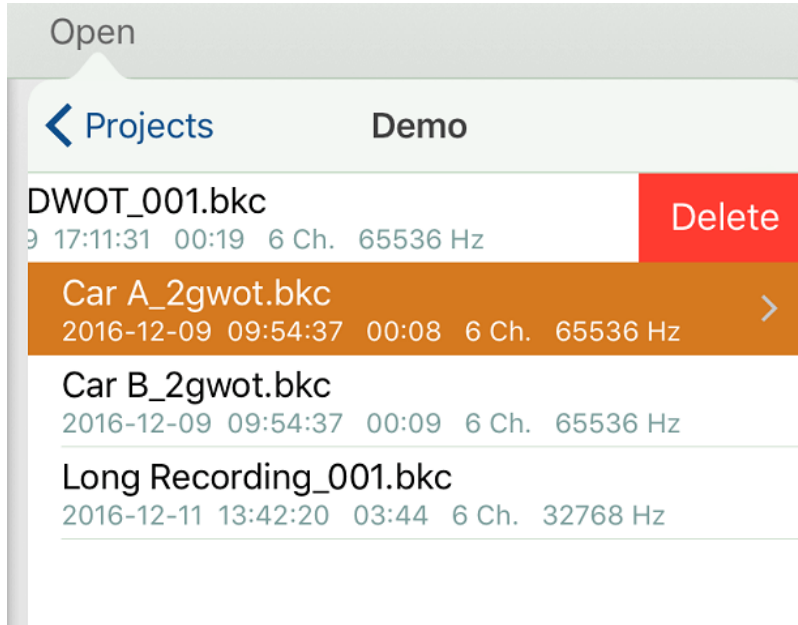 Open
Projects Demo
DWOT_001.bkc
9 17:11:31 00:19 6 Ch. 65536 Hz Delete
Car A_2gwot.bkc
2016-12-09 09:54:37 00:08 6 Ch. 65536 Hz
Car B_2gwot.bkc
2016-12-09 09:54:37 00:09 6 Ch. 65536 Hz
Long Recording_001.bkc
2016-12-11 13:42:20 03:44 6 Ch. 32768 Hz